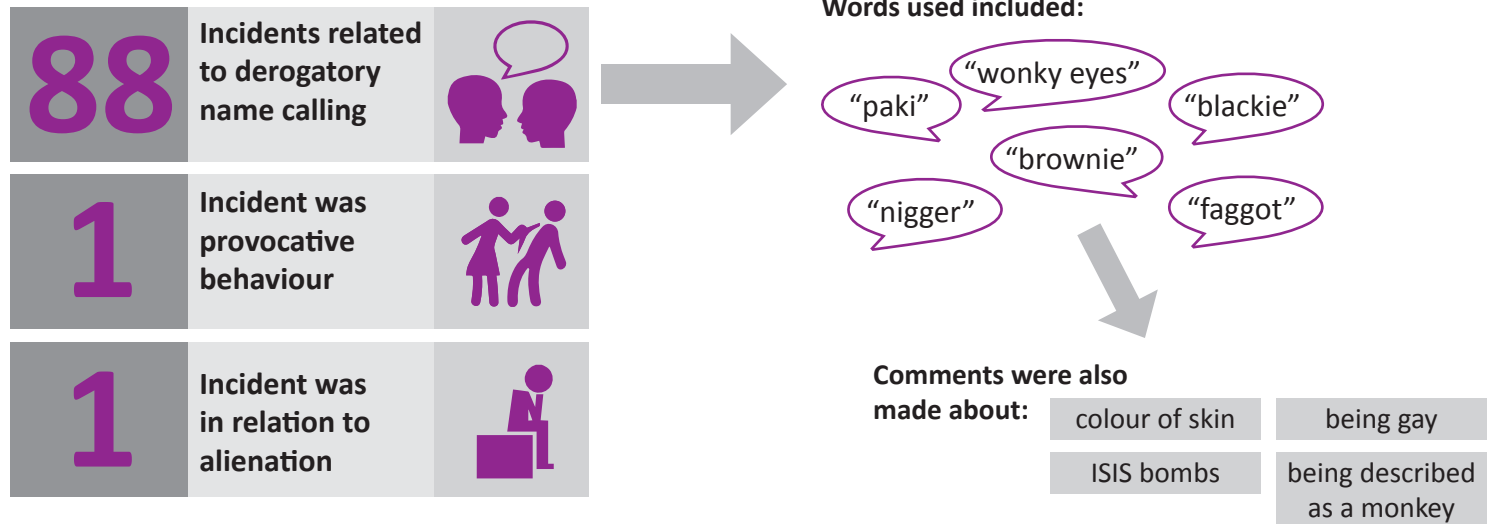 88
Incidents related
to derogatory
name calling
1
Incident was
provocative
behaviour
1
Incident was
in relation to
alienation
Words used included:
“wonky eyes”
“paki”
“blackie”
“brownie”
“nigger”
“faggot”
Comments were also
made about:
colour of skin
being gay
ISIS bombs
being described
as a monkey